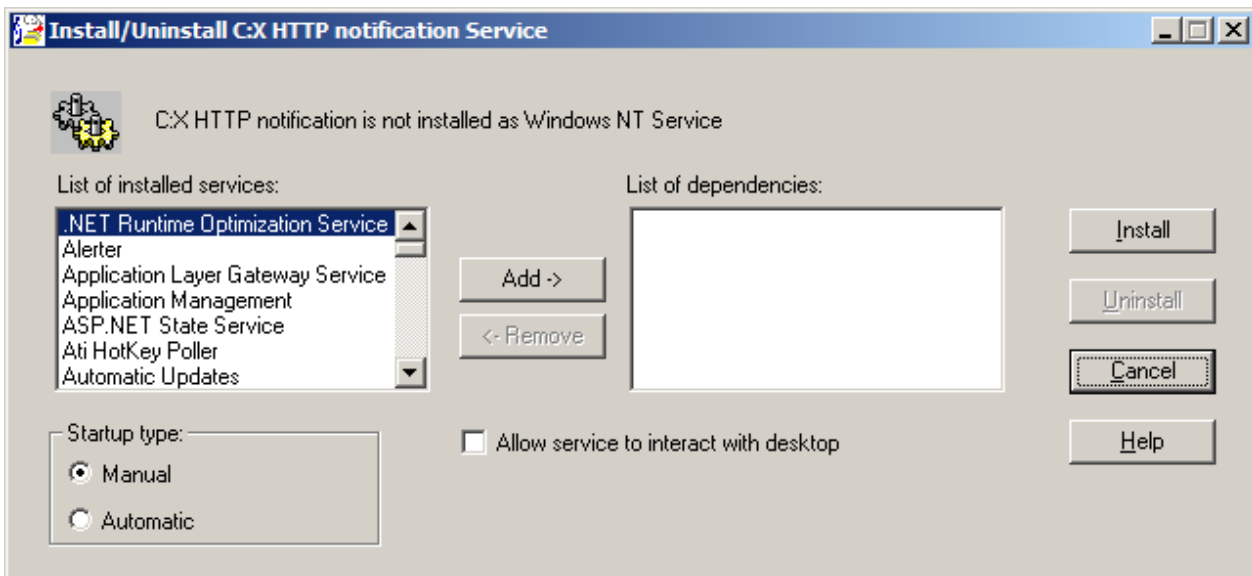 Install/Uninstall C:X HTTP notification Service
C:X HTTP notification is not installed as Windows NT Service
List of installed services:
List of dependencies:
.NET Runtime Optimization Service
Alerter
Application Layer Gateway Service
Application Management
ASP.NET State Service
Ati HotKey Poller
Automatic Updates
Add ->
<- Remove
Install
Uninstall
Cancel
Help
Startup type:
Manual
Automatic
Allow service to interact with desktop